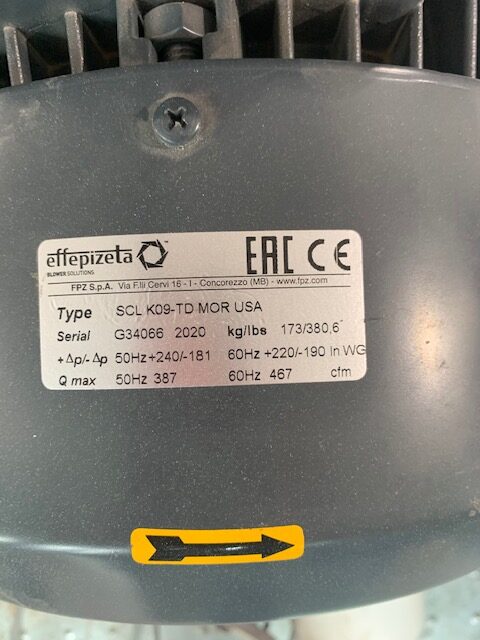 effepizeta™
BLOWER SOLUTIONS
EAC CE
FPZ S.p.A. Via F.lli Cervi 16 - I - Concorezzo (MB) - www.fpz.com
Type SCL K09-TD MOR USA
Serial G34066 2020 kg/lbs 173/380,6
+Δp/-Δp 50Hz+240/-181 60Hz +220/-190 In WG
Q max 50Hz 387 60Hz 467 cfm